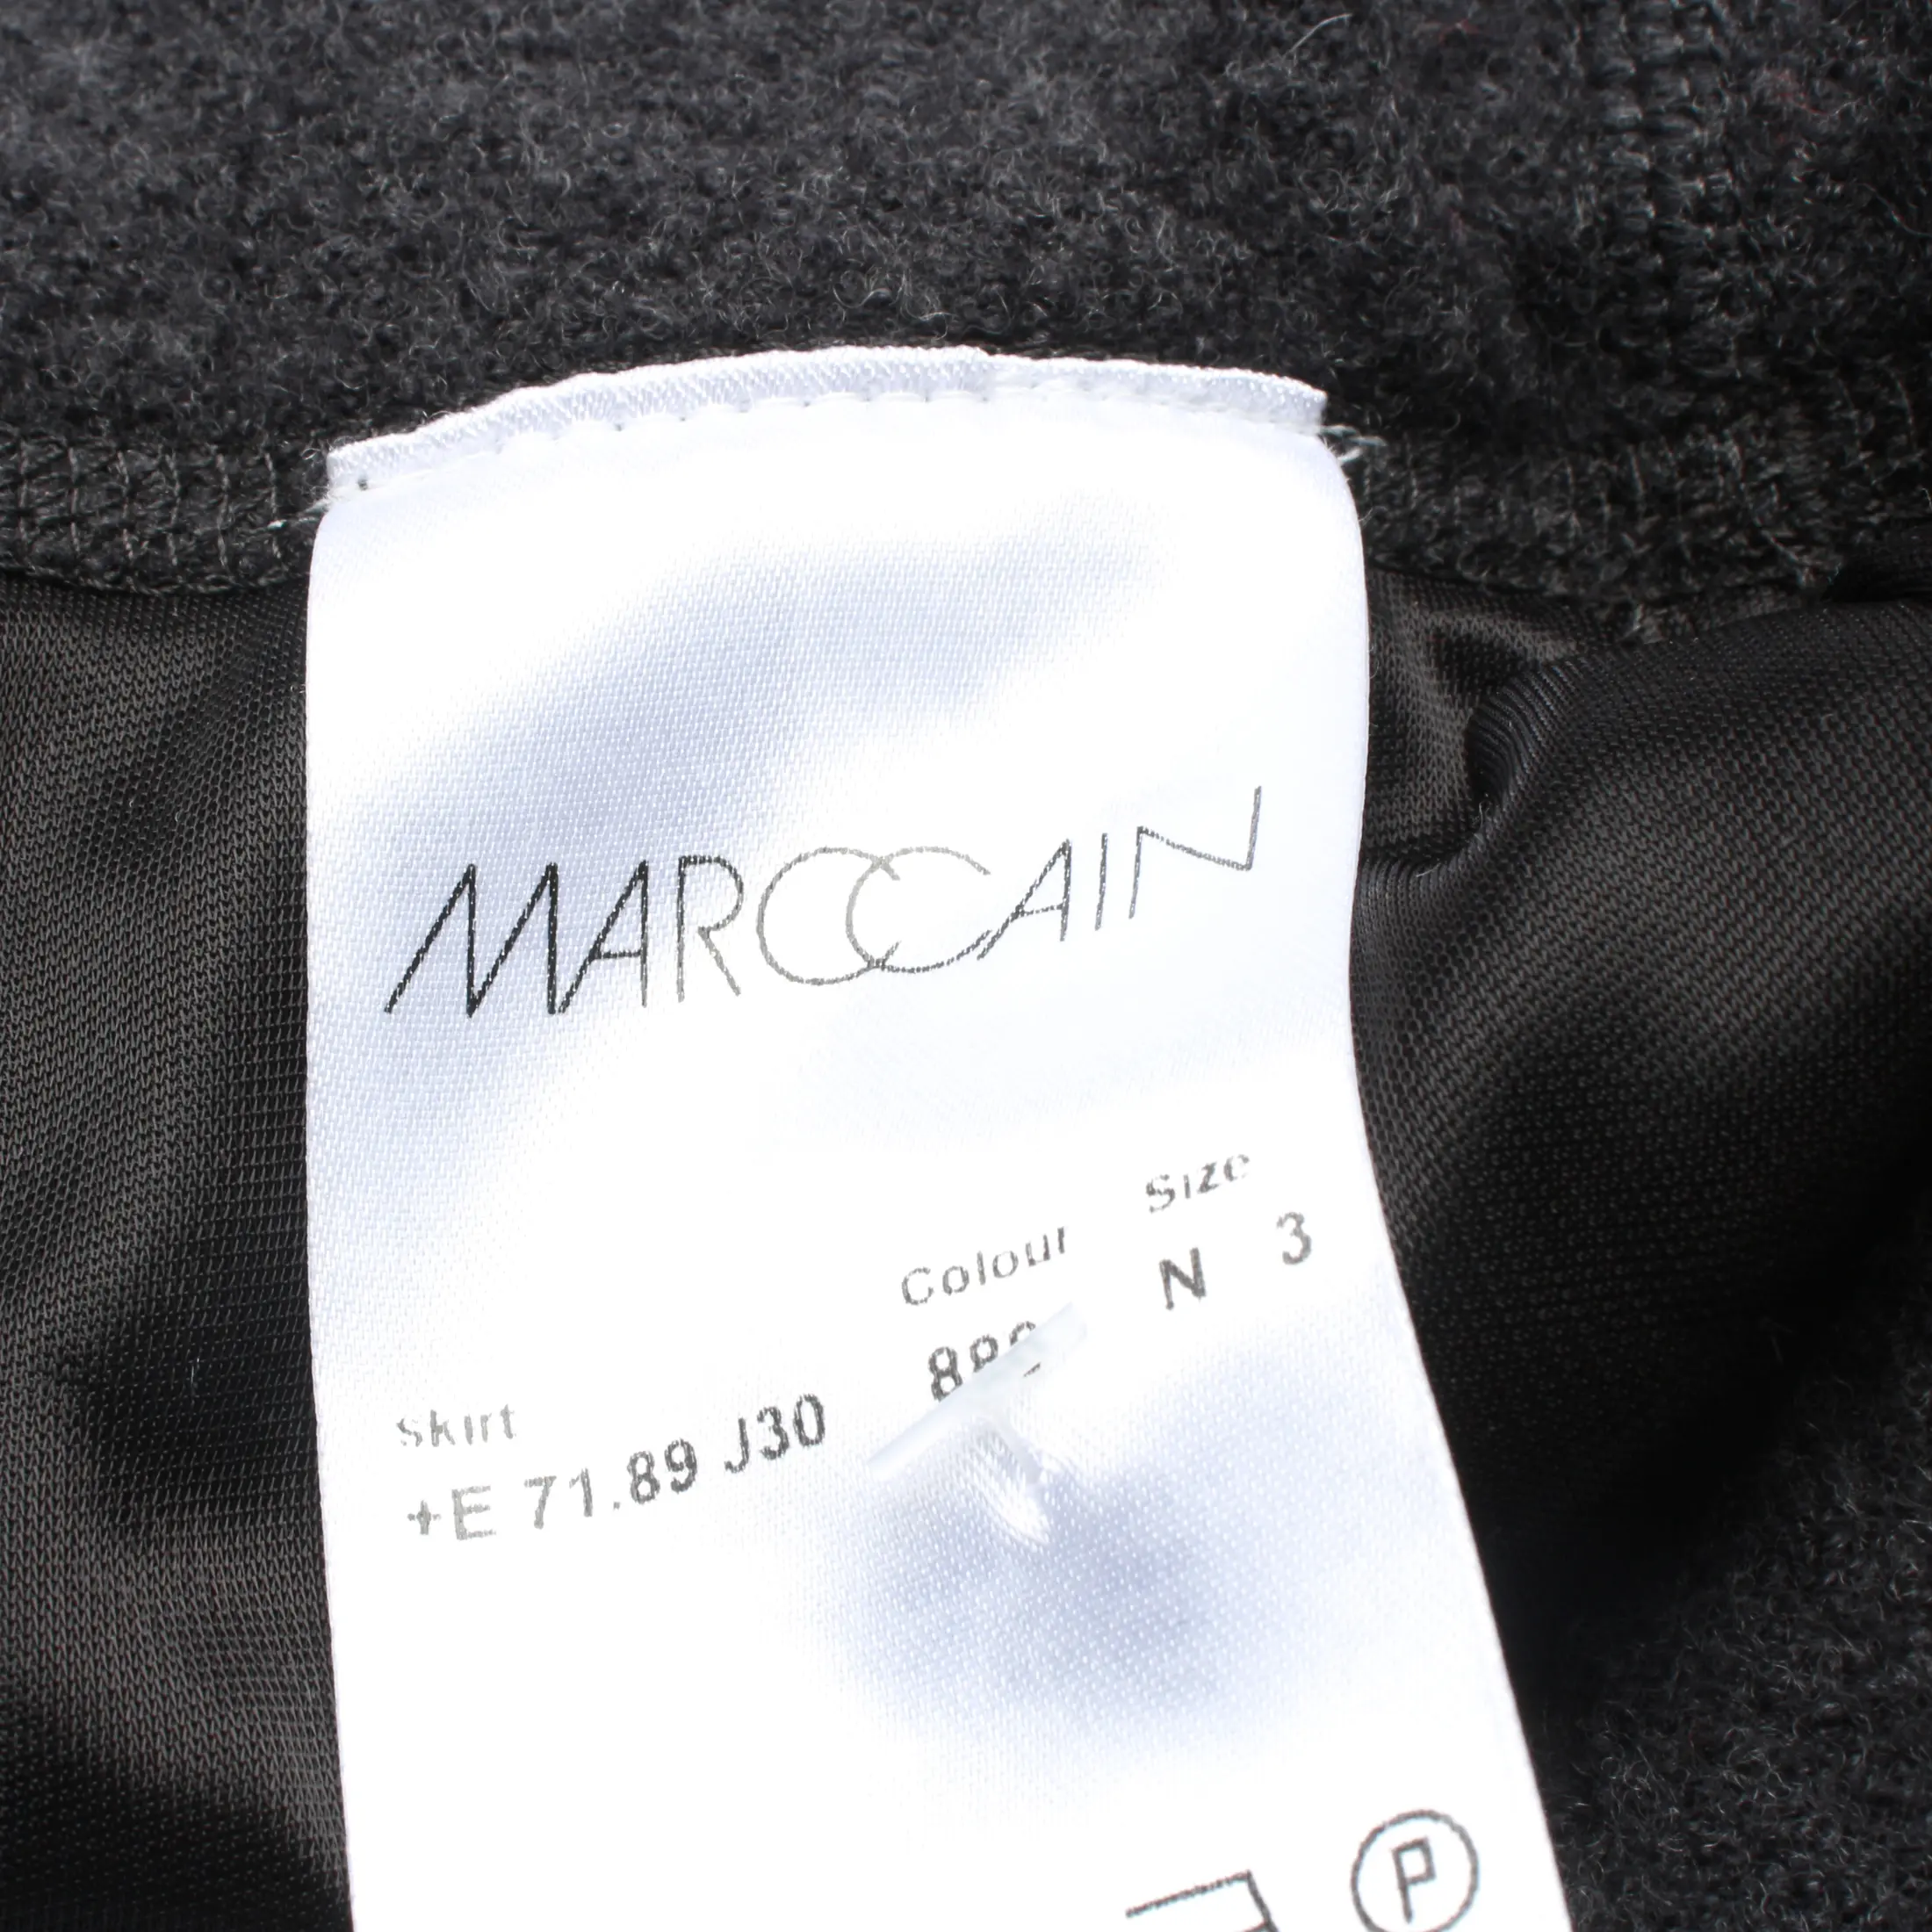 MARCCAIN
Skirt Colour Size
+E 71.89 J30 N 3
P